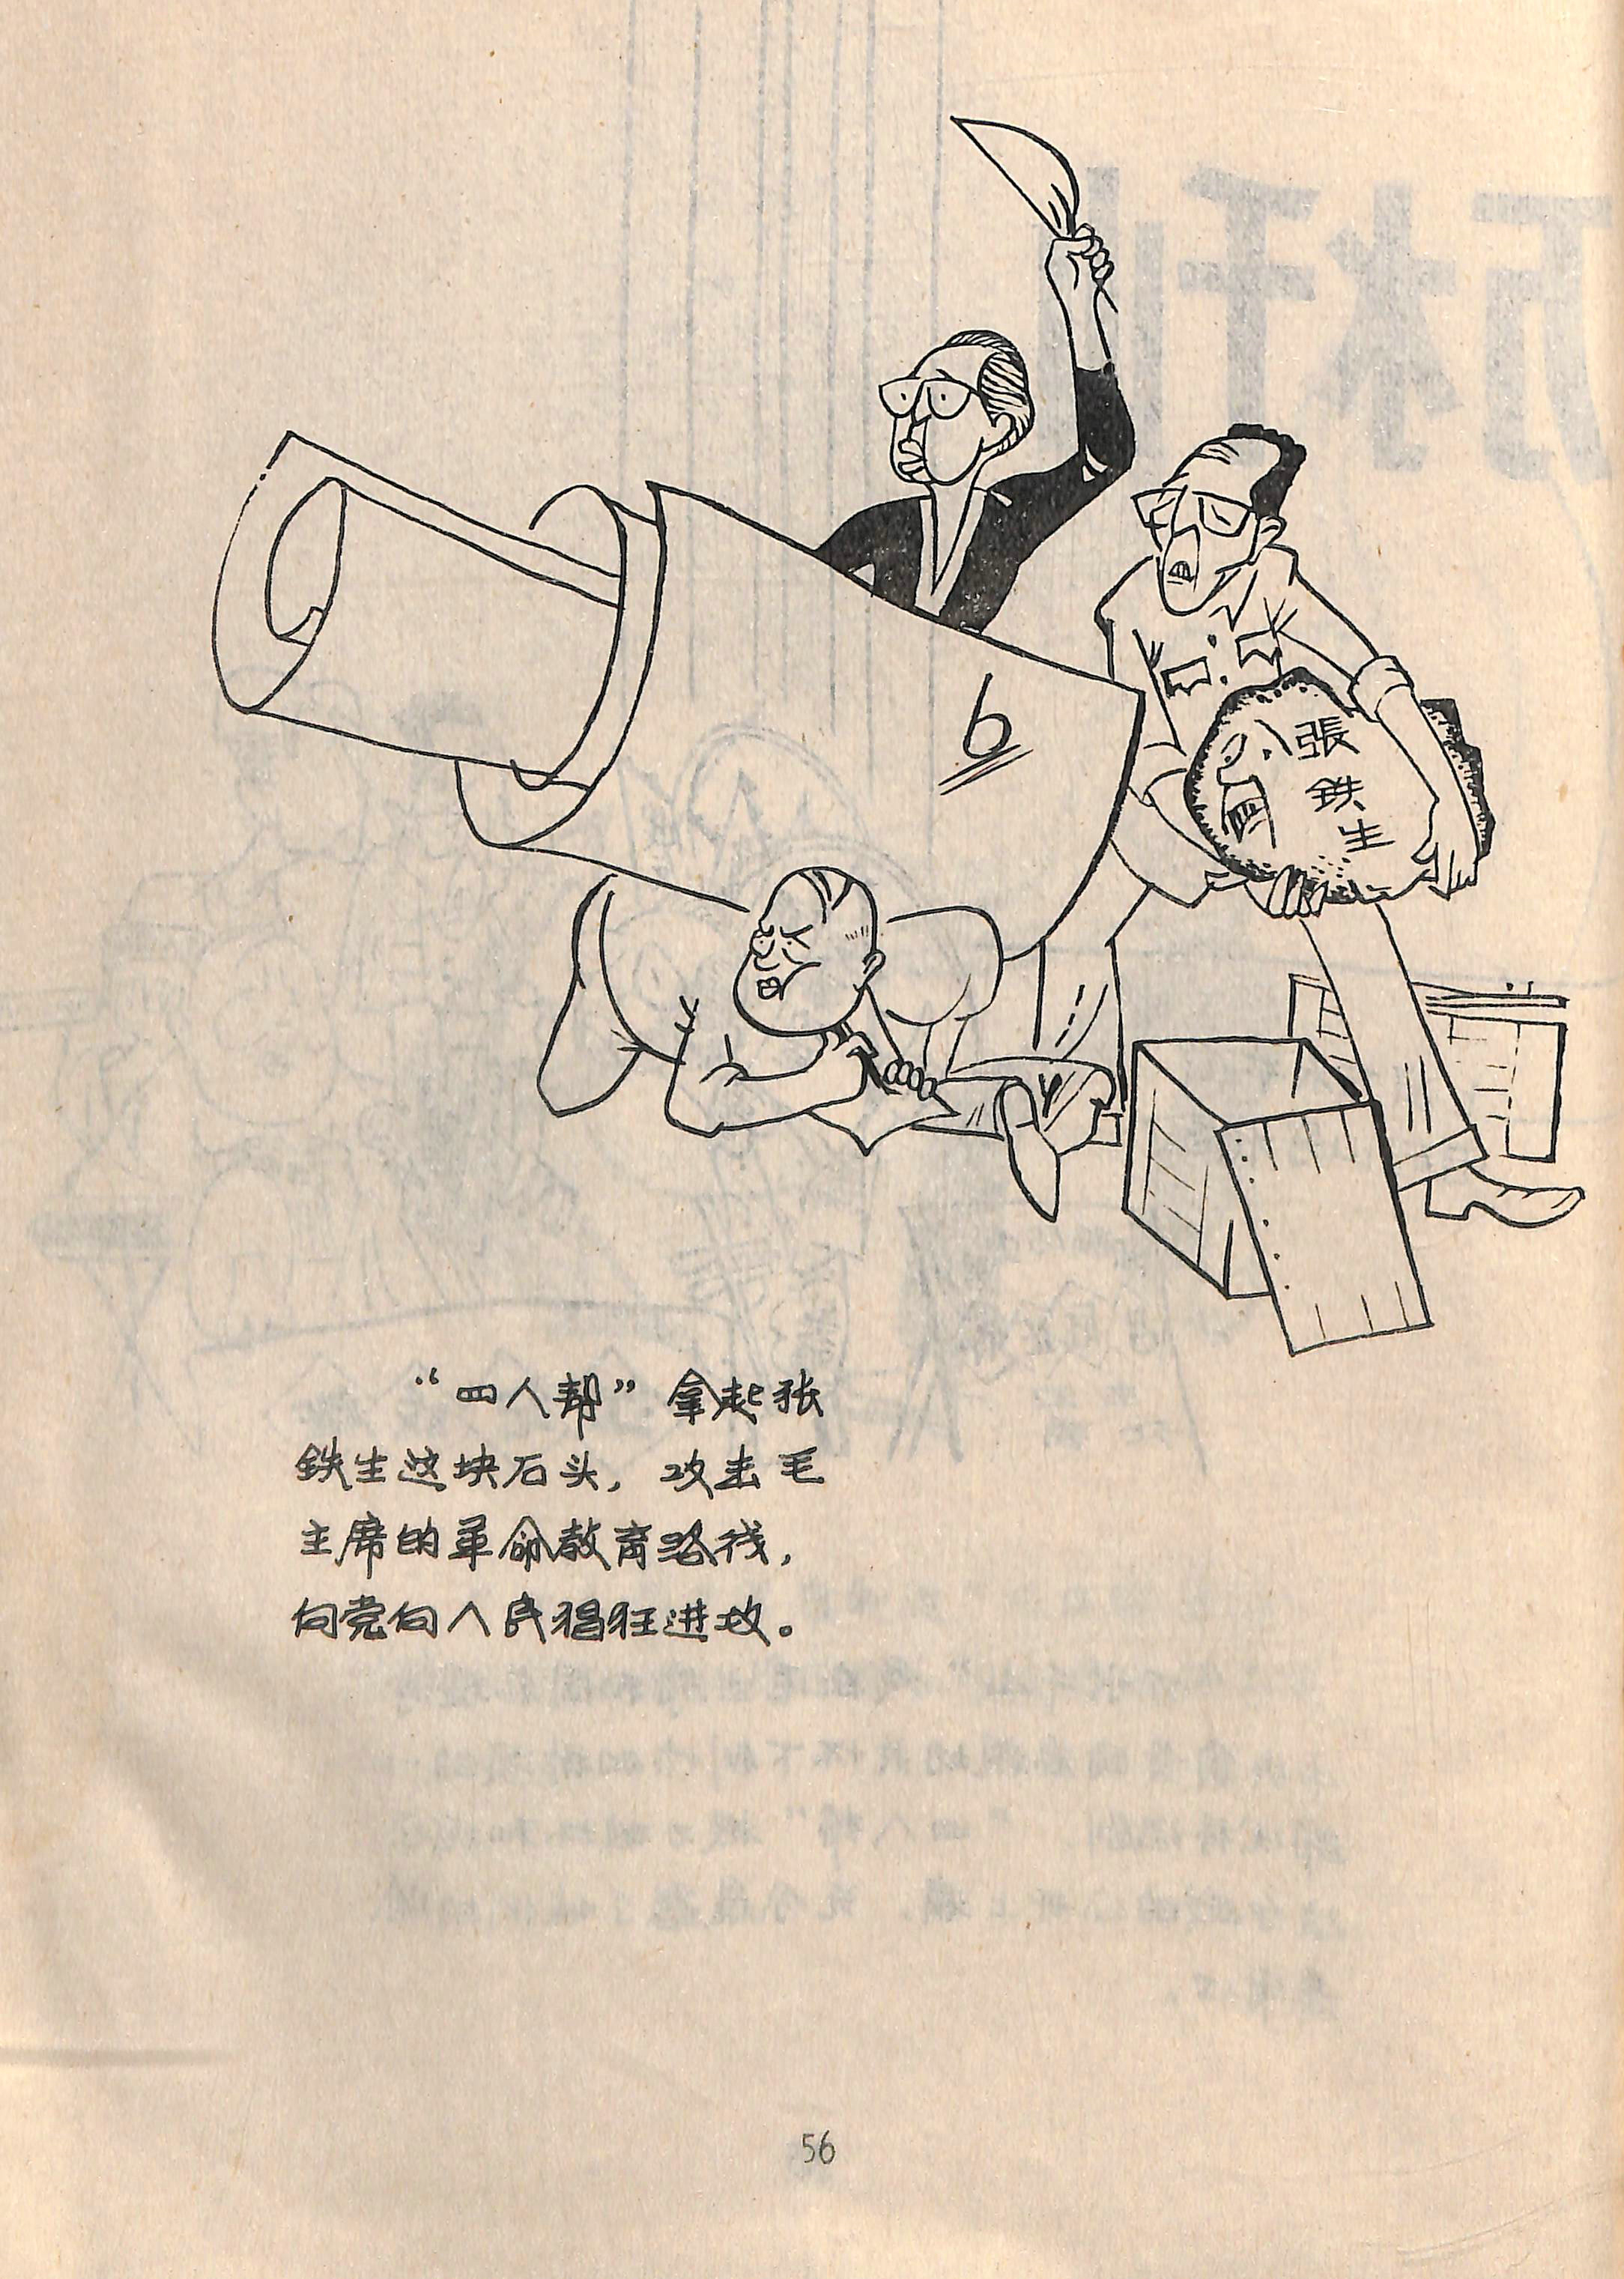 6
張
鉄
生
“四人帮”拿起张
鉄生这块石头，攻击毛
主席的革命教育路线，
向党向人民猖狂进攻。
56